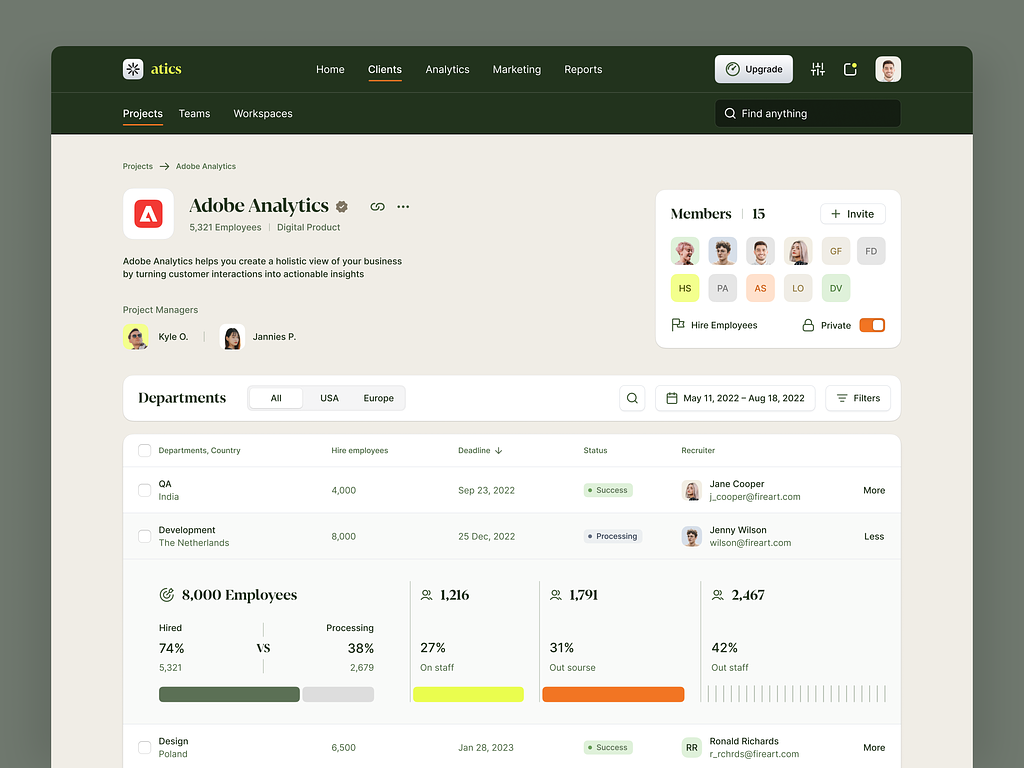 atics
Home Clients Analytics Marketing Reports
Upgrade
Projects Teams Workspaces
Find anything
Projects → Adobe Analytics
Adobe Analytics
5,321 Employees | Digital Product
Adobe Analytics helps you create a holistic view of your business
by turning customer interactions into actionable insights
Project Managers
Kyle O. | Jannies P.
Members | 15
+ Invite
GF FD
HS PA AS LO DV
Hire Employees
Private
Departments
All USA Europe
May 11, 2022 – Aug 18, 2022
Filters
Departments, Country Hire employees Deadline ↓ Status Recruiter
QA
India
4,000
Sep 23, 2022
Success
Jane Cooper
j_cooper@fireart.com
More
Development
The Netherlands
8,000
25 Dec, 2022
Processing
Jenny Wilson
wilson@fireart.com
Less
8,000 Employees
Hired
74%
5,321
VS
Processing
38%
2,679
1,216
27%
On staff
1,791
31%
Out sourse
2,467
42%
Out staff
Design
Poland
6,500
Jan 28, 2023
Success
RR
Ronald Richards
r_rchrds@fireart.com
More